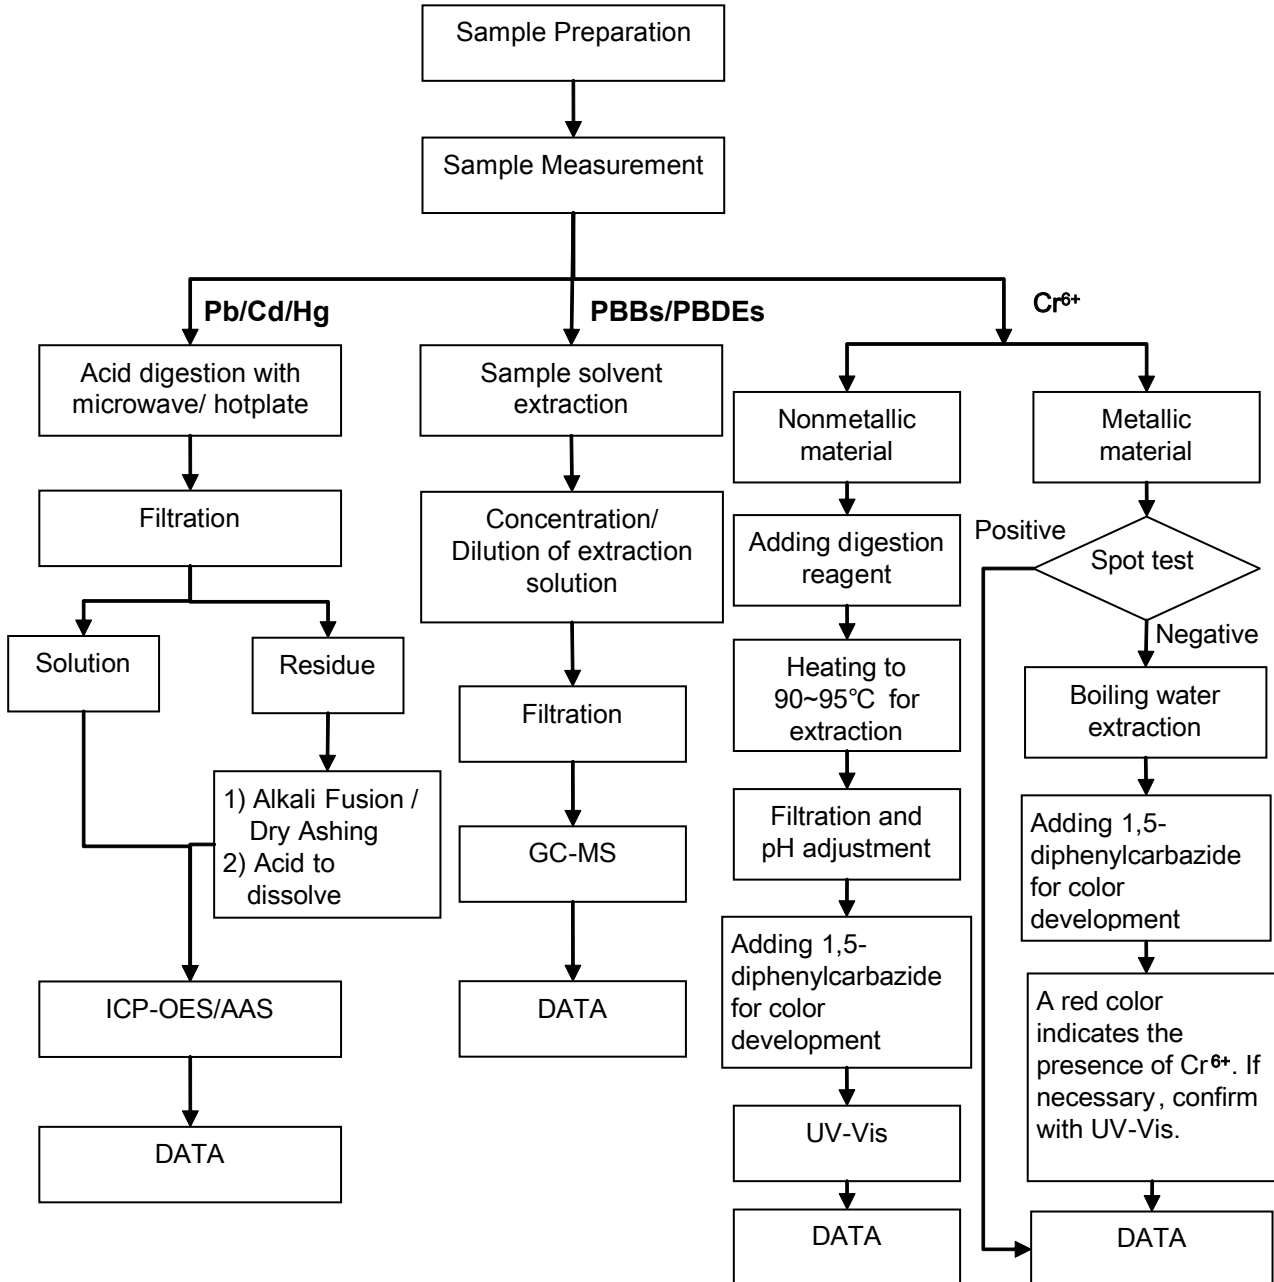 Sample Preparation
Sample Measurement
Pb/Cd/Hg
PBBs/PBDEs
Cr⁶⁺
Acid digestion with
microwave/ hotplate
Filtration
Solution
Residue
1) Alkali Fusion /
Dry Ashing
2) Acid to
dissolve
ICP-OES/AAS
DATA
Sample solvent
extraction
Concentration/
Dilution of extraction
solution
Filtration
GC-MS
DATA
Nonmetallic
material
Adding digestion
reagent
Heating to
90~95℃ for
extraction
Filtration and
pH adjustment
Adding 1,5-
diphenylcarbazide
for color
development
UV-Vis
DATA
Metallic
material
Spot test
Positive
Negative
Boiling water
extraction
Adding 1,5-
diphenylcarbazide
for color
development
A red color
indicates the
presence of Cr⁶⁺. If
necessary, confirm
with UV-Vis.
DATA